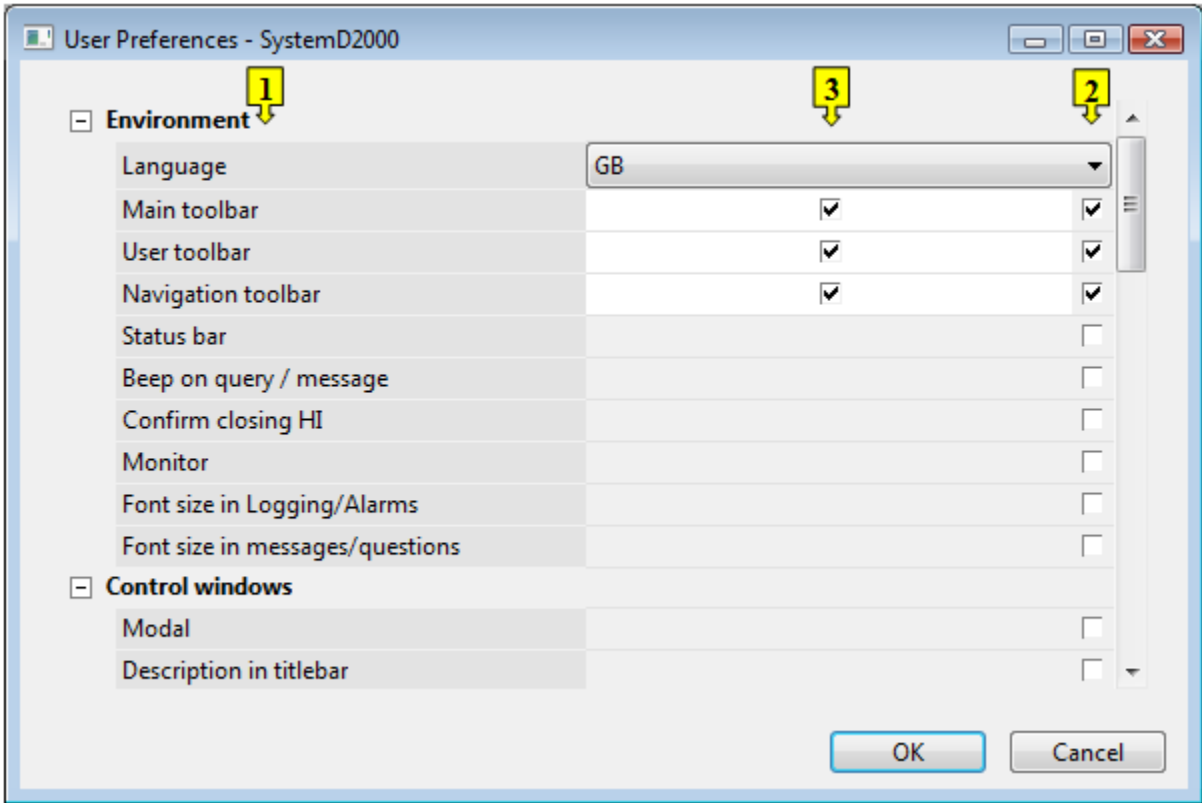 User Preferences - SystemD2000
1 3 2
Environment
Language GB
Main toolbar
User toolbar
Navigation toolbar
Status bar
Beep on query / message
Confirm closing HI
Monitor
Font size in Logging/Alarms
Font size in messages/questions
Control windows
Modal
Description in titlebar
OK Cancel